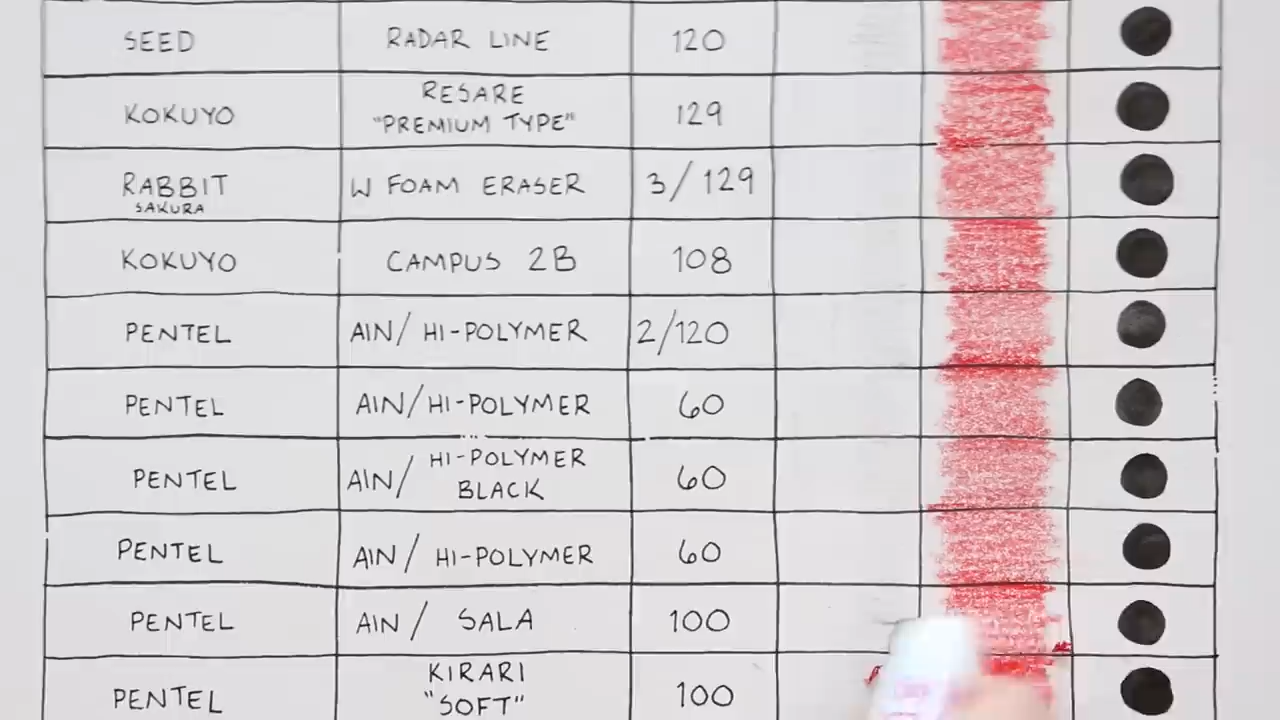 SEED RADAR LINE 120
KOKUYO RESARE "PREMIUM TYPE" 129
RABBIT SAKURA W FOAM ERASER 3/129
KOKUYO CAMPUS 2B 108
PENTEL AIN/ HI-POLYMER 2/120
PENTEL AIN/HI-POLYMER 60
PENTEL AIN/ HI-POLYMER BLACK 60
PENTEL AIN/ HI-POLYMER 60
PENTEL AIN/ SALA 100
PENTEL KIRARI "SOFT" 100